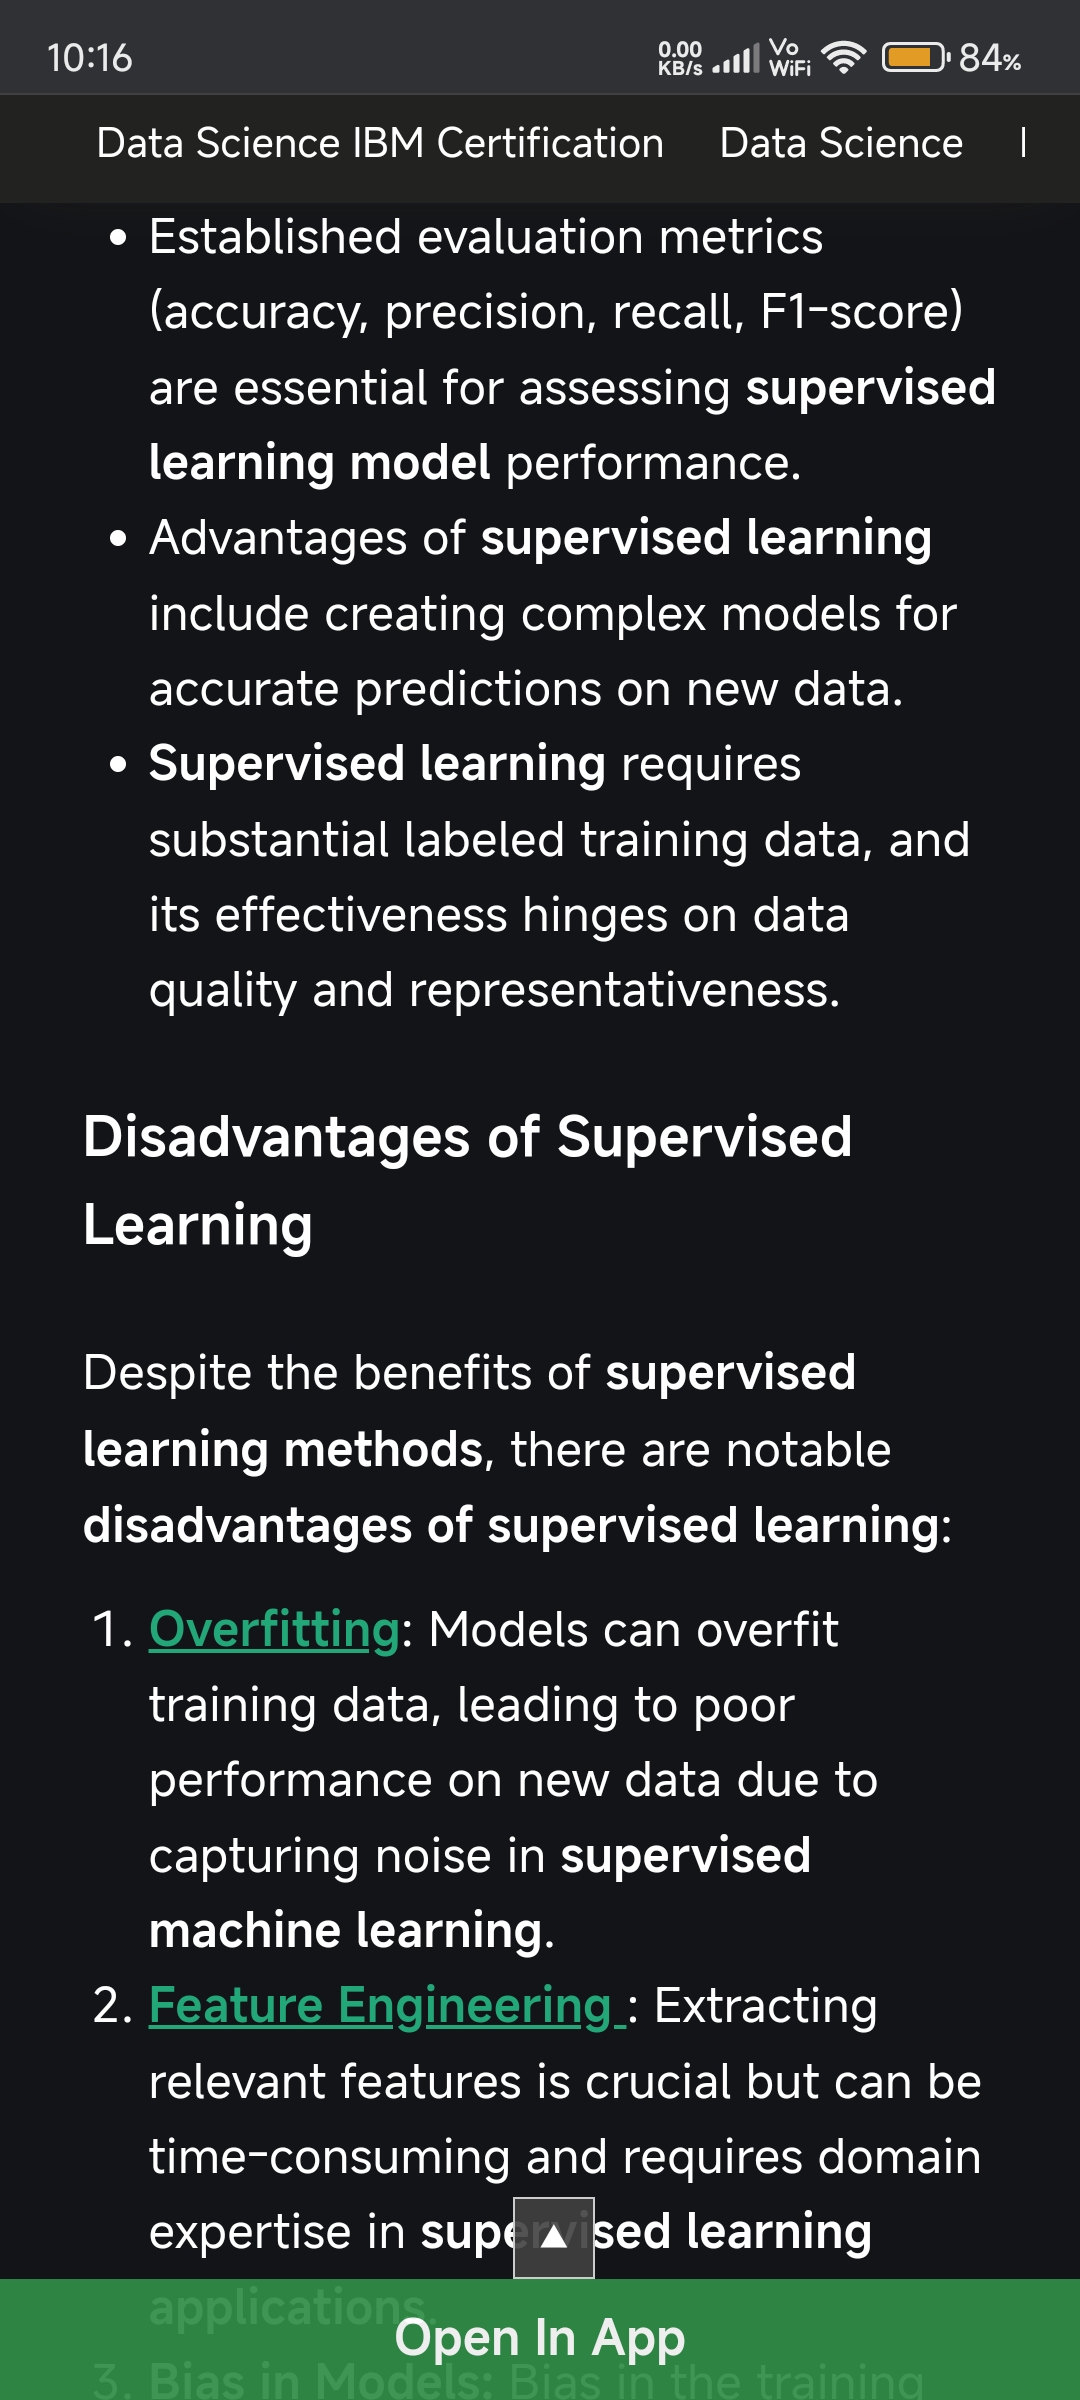 10:16
0.00
KB/s
Vo
WiFi
84%
Data Science IBM Certification Data Science
• Established evaluation metrics
(accuracy, precision, recall, F1-score)
are essential for assessing supervised
learning model performance.
• Advantages of supervised learning
include creating complex models for
accurate predictions on new data.
• Supervised learning requires
substantial labeled training data, and
its effectiveness hinges on data
quality and representativeness.
Disadvantages of Supervised
Learning
Despite the benefits of supervised
learning methods, there are notable
disadvantages of supervised learning:
1. Overfitting: Models can overfit
training data, leading to poor
performance on new data due to
capturing noise in supervised
machine learning.
2. Feature Engineering : Extracting
relevant features is crucial but can be
time-consuming and requires domain
expertise in supervised learning
applications.
Open In App
3. Bias in Models: Bias in the training